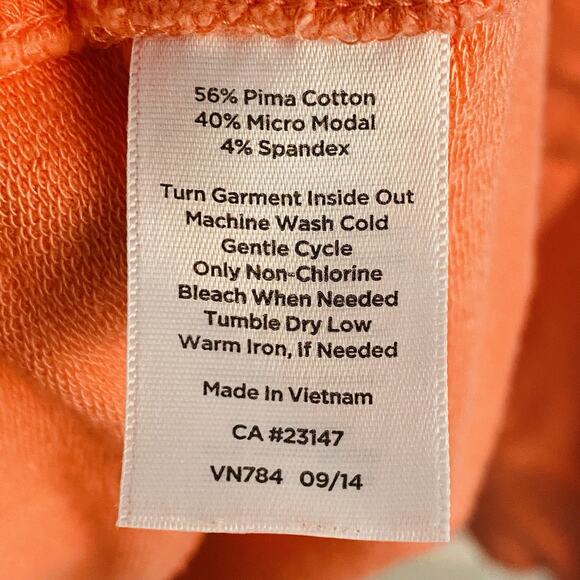 56% Pima Cotton
40% Micro Modal
4% Spandex
Turn Garment Inside Out
Machine Wash Cold
Gentle Cycle
Only Non-Chlorine
Bleach When Needed
Tumble Dry Low
Warm Iron, If Needed
Made In Vietnam
CA #23147
VN784 09/14